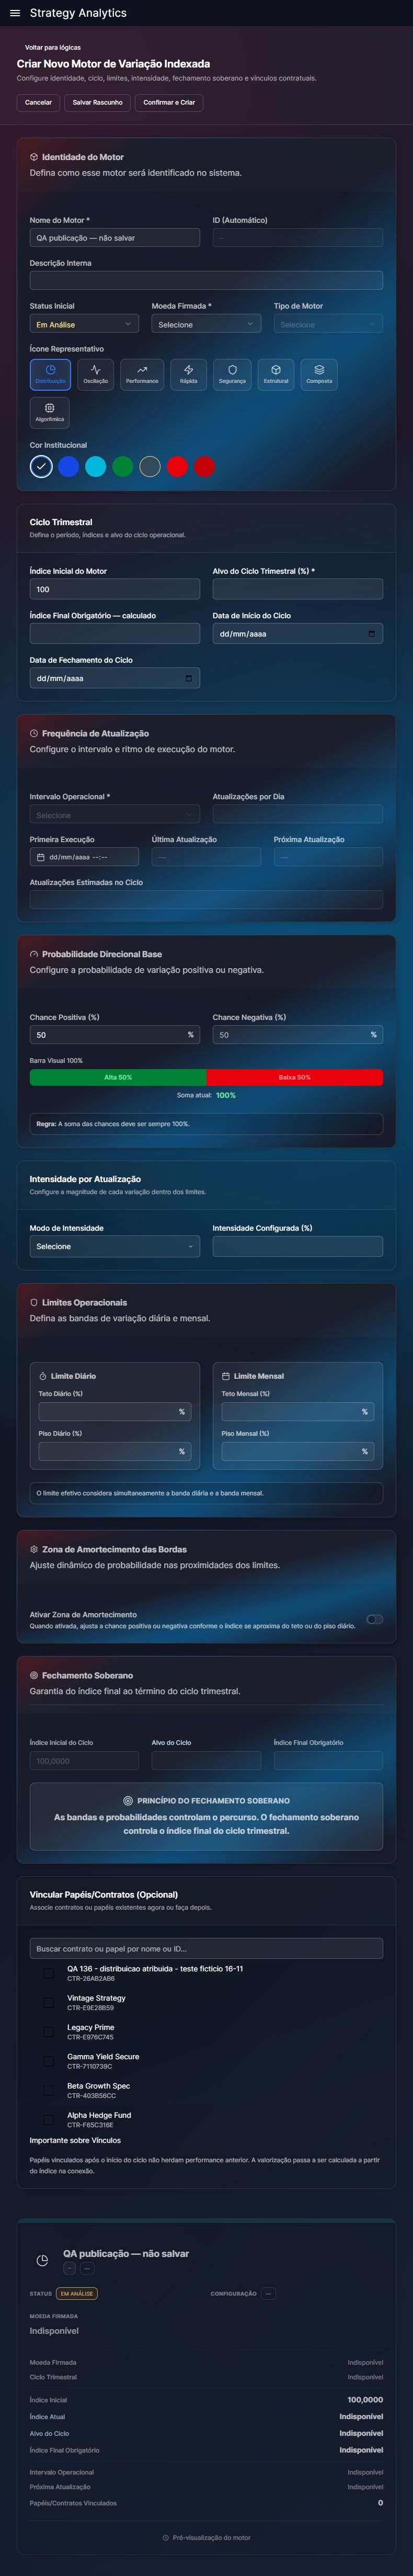 Strategy Analytics
Voltar para lógicas
Criar Novo Motor de Variação Indexada
Configure identidade, ciclo, limites, intensidade, fechamento soberano e vínculos contratuais.
Cancelar
Salvar Rascunho
Confirmar e Criar
Identidade do Motor
Defina como esse motor será identificado no sistema.
Nome do Motor *
ID (Automático)
QA publicação — não salvar
—
Descrição Interna
Status Inicial
Moeda Firmada *
Tipo de Motor
Em Análise
Selecione
Selecione
Ícone Representativo
Distribuição
Oscilação
Performance
Rápida
Segurança
Estrutural
Composta
Algorítmica
Cor Institucional
Ciclo Trimestral
Defina o período, índices e alvo do ciclo operacional.
Índice Inicial do Motor
Alvo do Ciclo Trimestral (%) *
100
Índice Final Obrigatório — calculado
Data de Início do Ciclo
dd/mm/aaaa
Data de Fechamento do Ciclo
dd/mm/aaaa
Frequência de Atualização
Configure o intervalo e ritmo de execução do motor.
Intervalo Operacional *
Atualizações por Dia
Selecione
Primeira Execução
Última Atualização
Próxima Atualização
dd/mm/aaaa --:--
—
—
Atualizações Estimadas no Ciclo
Probabilidade Direcional Base
Configure a probabilidade de variação positiva ou negativa.
Chance Positiva (%)
Chance Negativa (%)
50 %
50 %
Barra Visual 100%
Alta 50%
Baixa 50%
Soma atual: 100%
Regra: A soma das chances deve ser sempre 100%.
Intensidade por Atualização
Configure a magnitude de cada variação dentro dos limites.
Modo de Intensidade
Intensidade Configurada (%)
Selecione
Limites Operacionais
Defina as bandas de variação diária e mensal.
Limite Diário
Limite Mensal
Teto Diário (%)
Teto Mensal (%)
%
%
Piso Diário (%)
Piso Mensal (%)
%
%
O limite efetivo considera simultaneamente a banda diária e a banda mensal.
Zona de Amortecimento das Bordas
Ajuste dinâmico de probabilidade nas proximidades dos limites.
Ativar Zona de Amortecimento
Quando ativada, ajusta a chance positiva ou negativa conforme o índice se aproxima do teto ou do piso diário.
Fechamento Soberano
Garantia do índice final ao término do ciclo trimestral.
Índice Inicial do Ciclo
Alvo do Ciclo
Índice Final Obrigatório
100,0000
PRINCÍPIO DO FECHAMENTO SOBERANO
As bandas e probabilidades controlam o percurso. O fechamento soberano
controla o índice final do ciclo trimestral.
Vincular Papéis/Contratos (Opcional)
Associe contratos ou papéis existentes agora ou faça depois.
Buscar contrato ou papel por nome ou ID...
QA 136 - distribuicao atribuida - teste ficticio 16-11
CTR-26AB2AB6
Vintage Strategy
CTR-E9E28B59
Legacy Prime
CTR-E976C745
Gamma Yield Secure
CTR-7110739C
Beta Growth Spec
CTR-403B56CC
Alpha Hedge Fund
CTR-F65C316E
Importante sobre Vínculos
Papéis vinculados após o início do ciclo não herdam performance anterior. A valorização passa a ser calculada a partir
do índice na conexão.
QA publicação — não salvar
—
—
STATUS EM ANÁLISE
CONFIGURAÇÃO —
MOEDA FIRMADA
Indisponível
Moeda Firmada Indisponível
Ciclo Trimestral Indisponível
Índice Inicial 100,0000
Índice Atual Indisponível
Alvo do Ciclo Indisponível
Índice Final Obrigatório Indisponível
Intervalo Operacional Indisponível
Próxima Atualização Indisponível
Papéis/Contratos Vinculados 0
Pré-visualização do motor